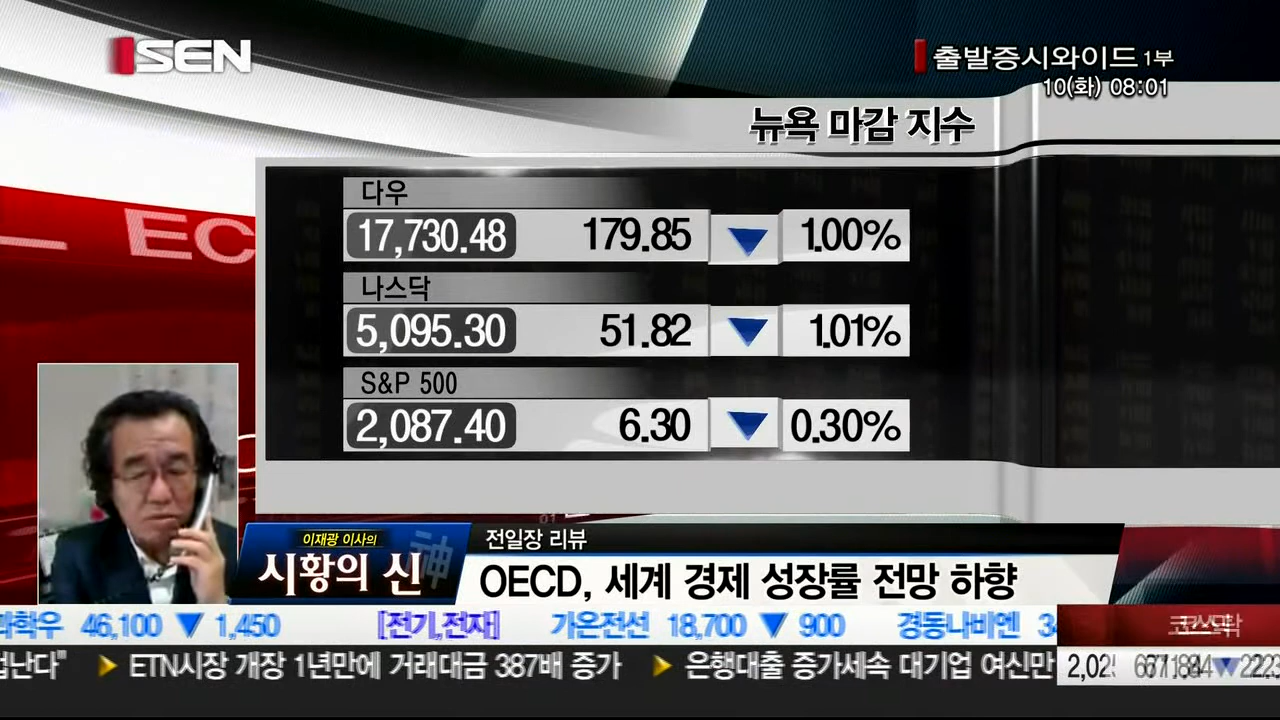 SEN
출발증시와이드 1부
10(화) 08:01
뉴욕 마감 지수
EC
다우
17,730.48 179.85 ▼ 1.00%
나스닥
5,095.30 51.82 ▼ 1.01%
S&P 500
2,087.40 6.30 ▼ 0.30%
이재광 이사의
시황의 신
神
전일장 리뷰
OECD, 세계 경제 성장률 전망 하향
화학우 46,100 ▼ 1,450 [전기,전자] 가온전선 18,700 ▼ 900 경동나비엔
ETN시장 개장 1년만에 거래대금 387배 증가 은행대출 증가세속 대기업 여신만